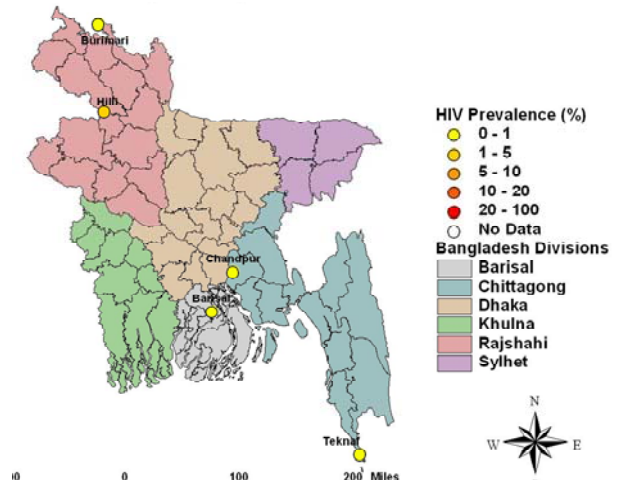 Burimari
Hilli
Chandpur
Barisal
Teknaf
HIV Prevalence (%)
0 - 1
1 - 5
5 - 10
10 - 20
20 - 100
No Data
Bangladesh Divisions
Barisal
Chittagong
Dhaka
Khulna
Rajshahi
Sylhet
N
W E
0 100 200 Miles